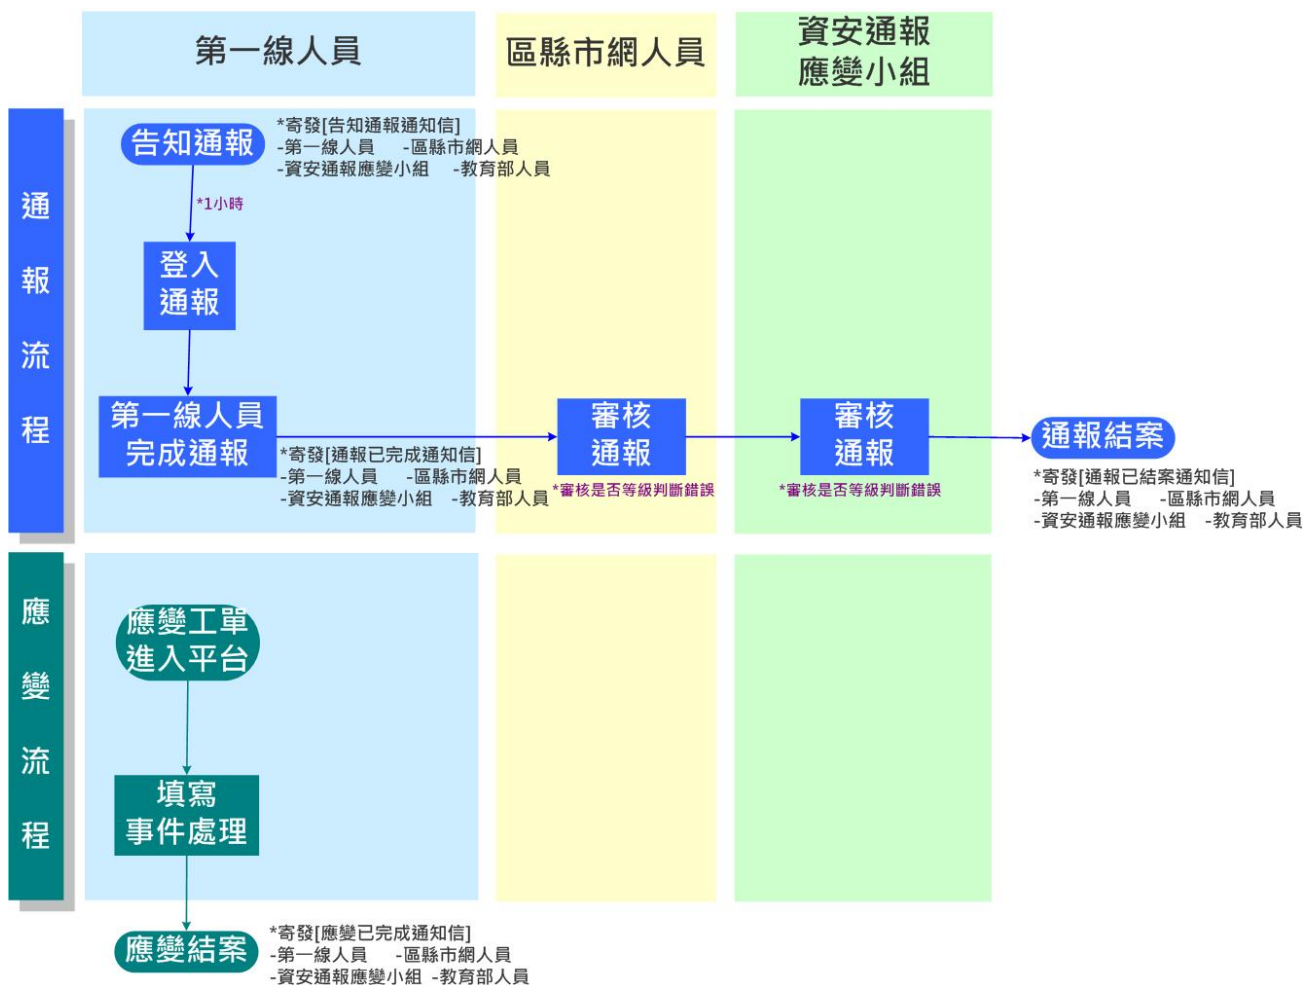 第一線人員
區縣市網人員
資安通報
應變小組
通
報
流
程
告知通報
*寄發[告知通報通知信]
-第一線人員 -區縣市網人員
-資安通報應變小組 -教育部人員
*1小時
登入
通報
第一線人員
完成通報
*寄發[通報已完成通知信]
-第一線人員 -區縣市網人員
-資安通報應變小組 -教育部人員
審核
通報
*審核是否等級判斷錯誤
審核
通報
*審核是否等級判斷錯誤
通報結案
*寄發[通報已結案通知信]
-第一線人員 -區縣市網人員
-資安通報應變小組 -教育部人員
應
變
流
程
應變工單
進入平台
填寫
事件處理
應變結案
*寄發[應變已完成通知信]
-第一線人員 -區縣市網人員
-資安通報應變小組 -教育部人員